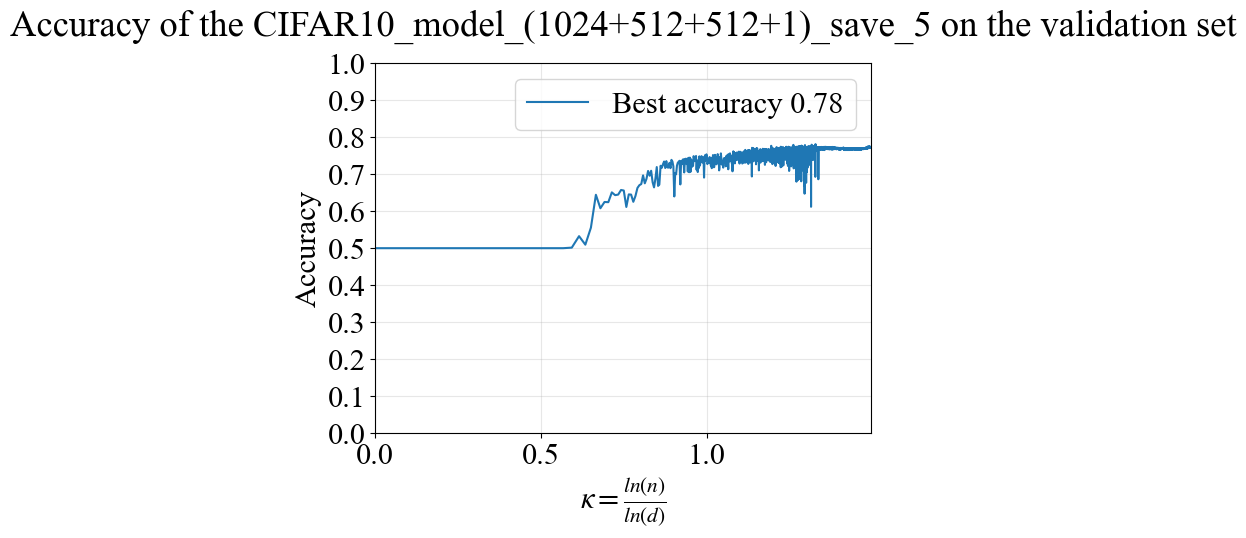 Accuracy of the CIFAR10_model_(1024+512+512+1)_save_5 on the validation set
Best accuracy 0.78
Accuracy
1.0
0.9
0.8
0.7
0.6
0.5
0.4
0.3
0.2
0.1
0.0
0.0 0.5 1.0
κ = ln(n) / ln(d)